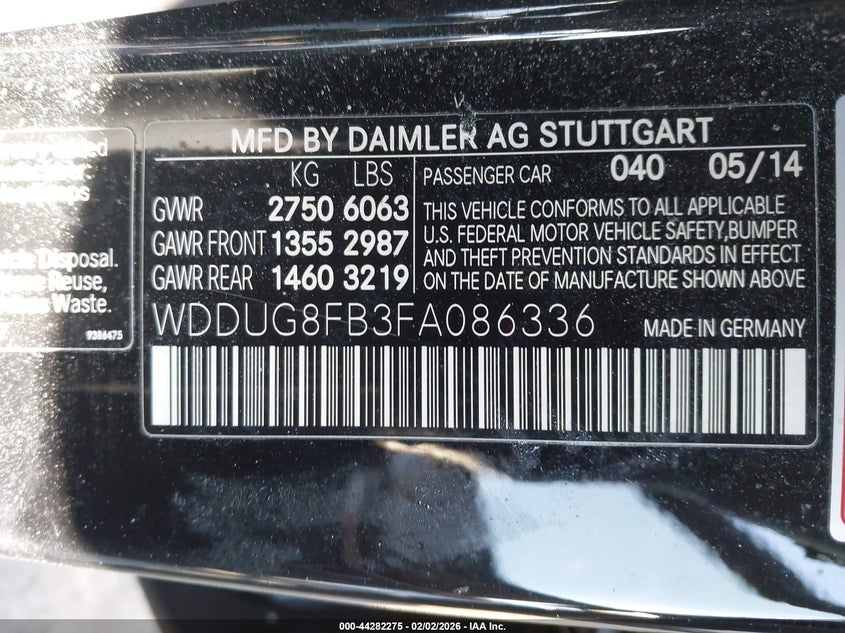 MFD BY DAIMLER AG STUTTGART
KG LBS
GVWR 2750 6063
GAWR FRONT 1355 2987
GAWR REAR 1460 3219
PASSENGER CAR 040 05/14
THIS VEHICLE CONFORMS TO ALL APPLICABLE
U.S. FEDERAL MOTOR VEHICLE SAFETY,BUMPER
AND THEFT PREVENTION STANDARDS IN EFFECT
ON THE DATE OF MANUFACTURE SHOWN ABOVE
WDDUG8FB3FA086336 MADE IN GERMANY
Disposal.
Reuse,
Waste.
9386475
000-44282275 - 02/02/2026 - IAA Inc.